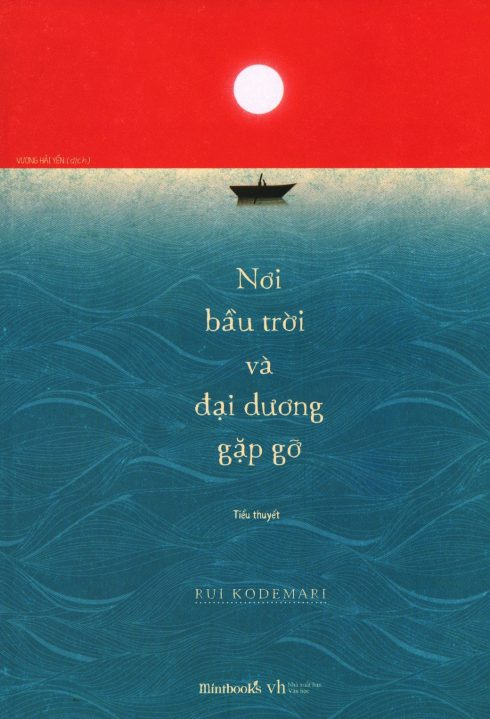 VƯƠNG HẢI YẾN (dịch)
Nơi
bầu trời
và
đại dương
gặp gỡ
Tiểu thuyết
RUI KODEMARI
mintbooks vh Nhà xuất bản
Văn học